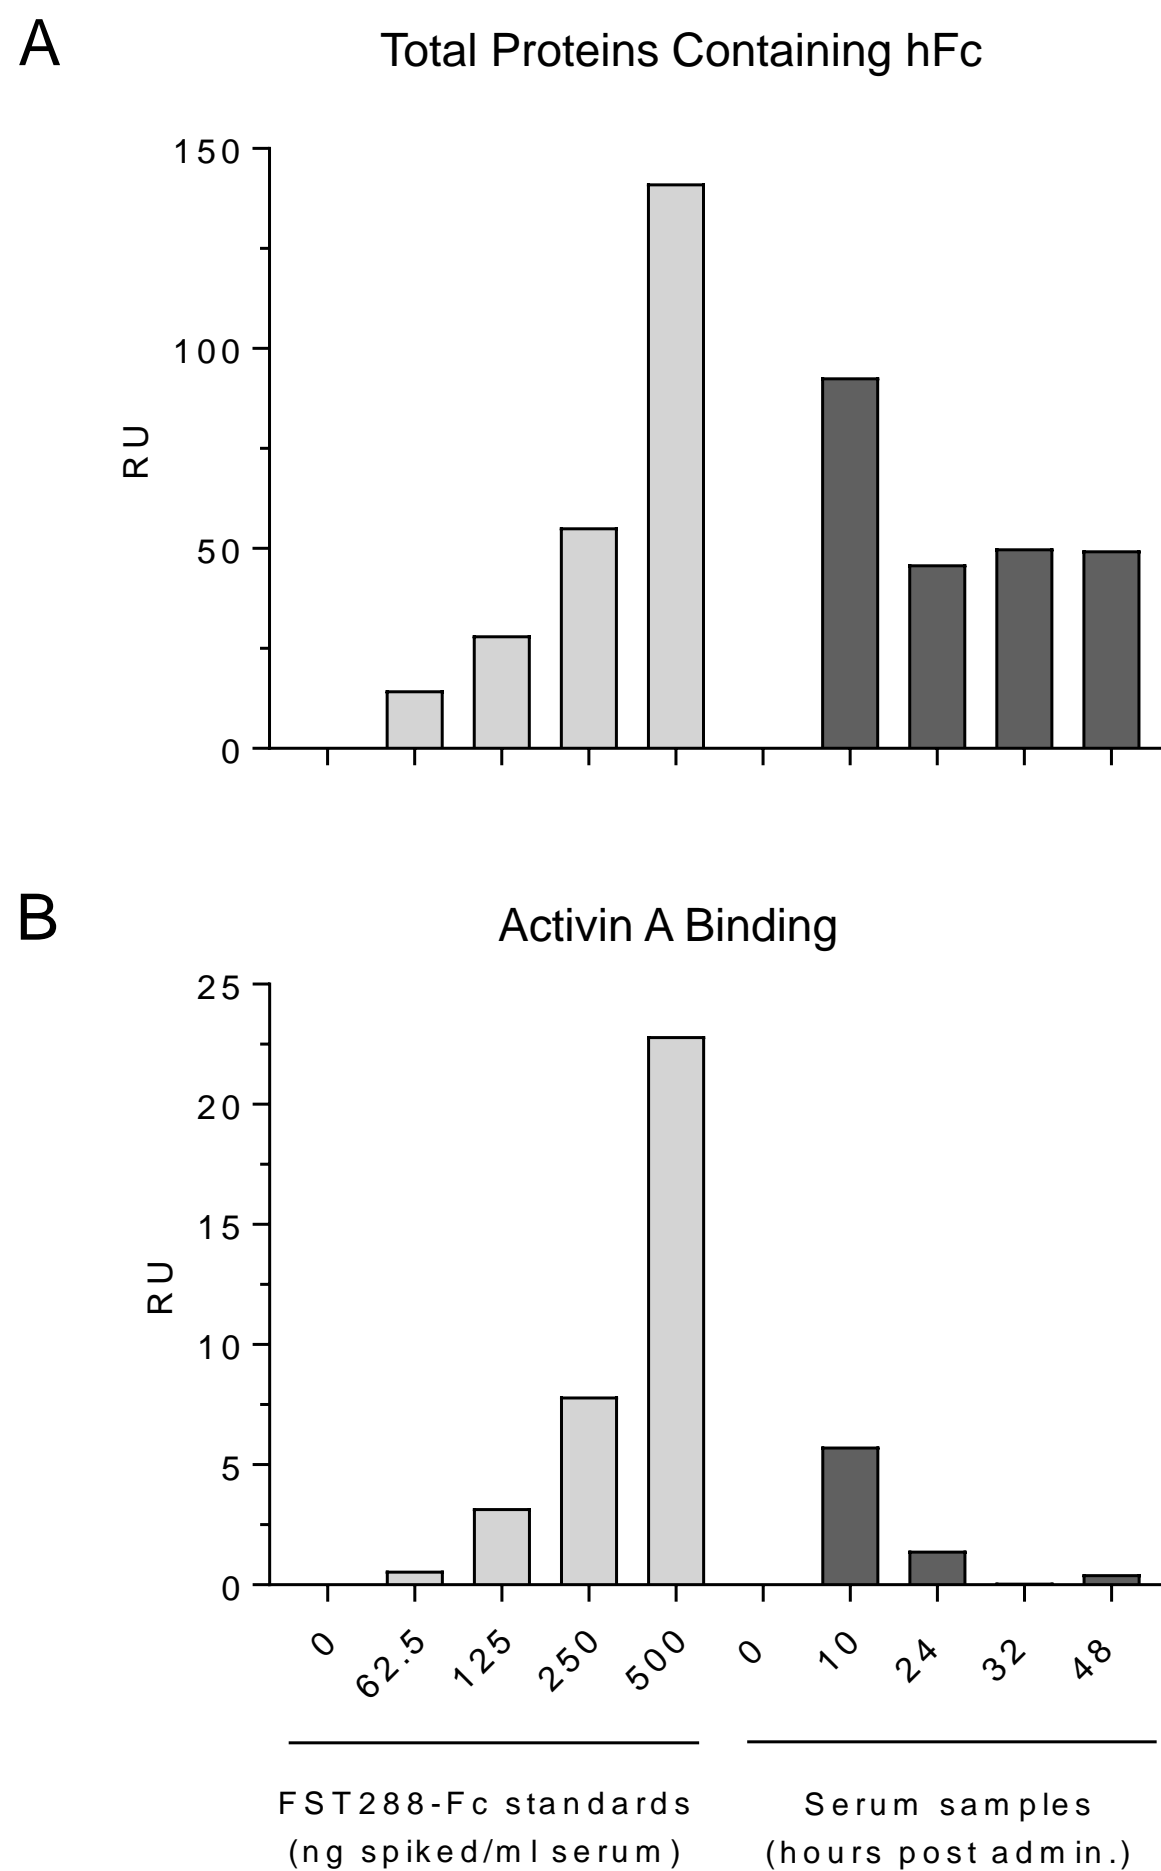 A
Total Proteins Containing hFc
150
100
50
0
RU
B
Activin A Binding
25
20
15
10
5
0
RU
0 62.5 125 250 500 0 10 24 32 48
FST288-Fc standards
(ng spiked/ml serum)
Serum samples
(hours post admin.)